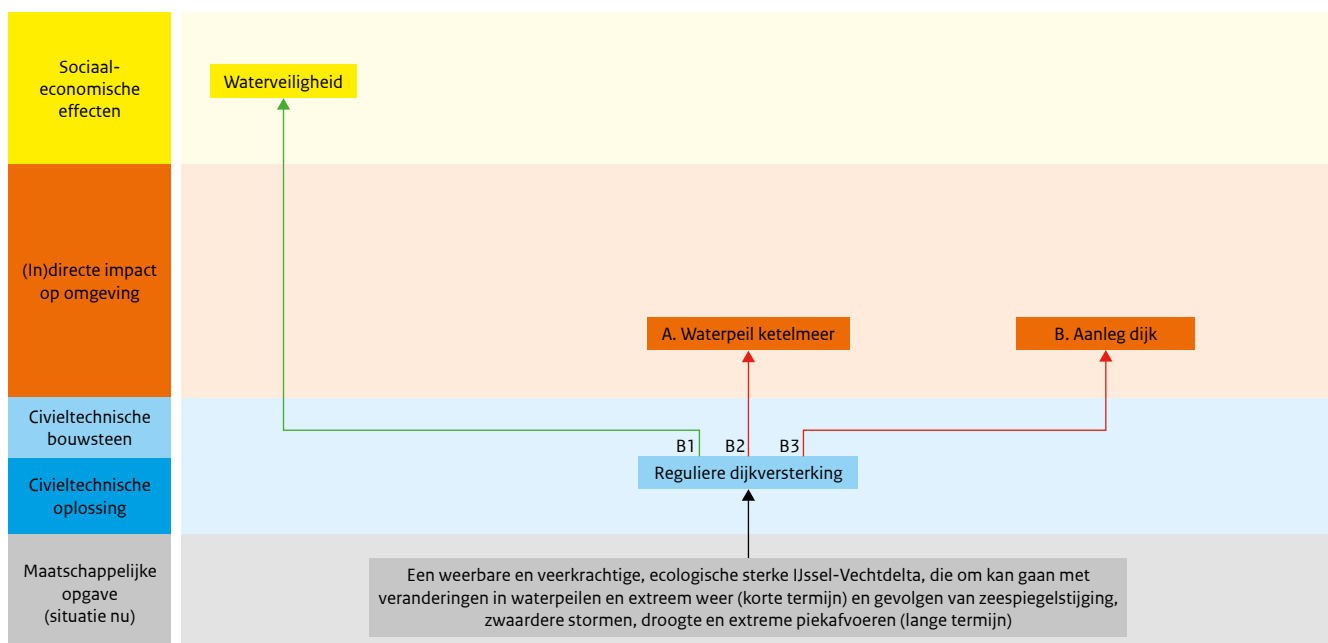 Sociaal-
economische
effecten
Waterveiligheid
(In)directe impact
op omgeving
A. Waterpeil ketelmeer
B. Aanleg dijk
Civieltechnische
bouwsteen
B1
B2
B3
Reguliere dijkversterking
Civieltechnische
oplossing
Maatschappelijke
opgave
(situatie nu)
Een weerbare en veerkrachtige, ecologische sterke IJssel-Vechtdelta, die om kan gaan met
veranderingen in waterpeilen en extreem weer (korte termijn) en gevolgen van zeespiegelstijging,
zwaardere stormen, droogte en extreme piekafvoeren (lange termijn)